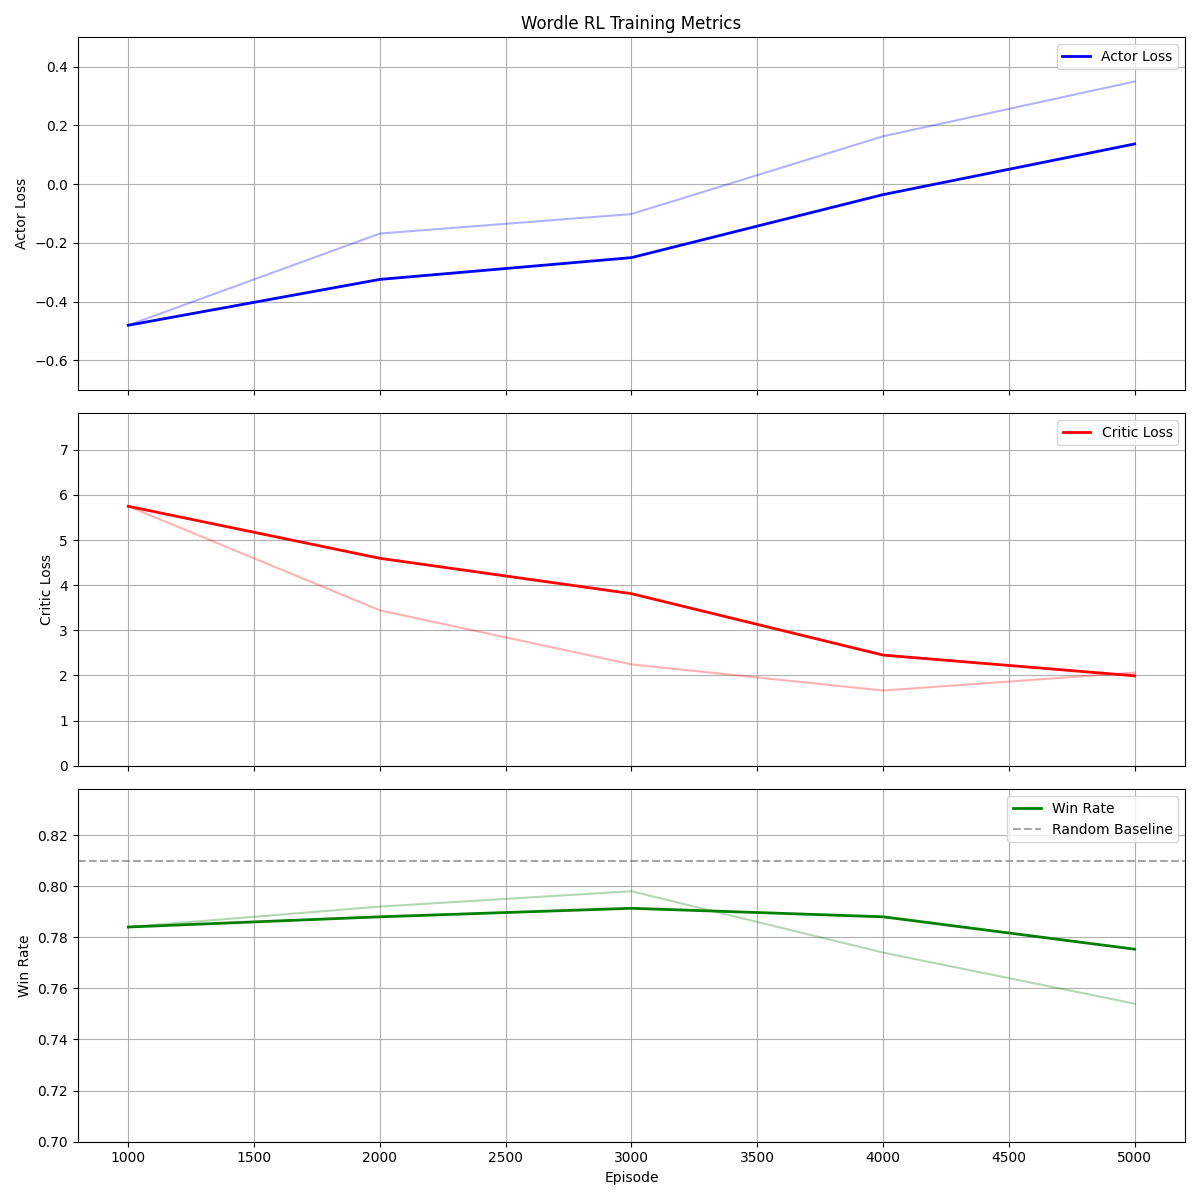 Wordle RL Training Metrics
Actor Loss
0.4
0.2
0.0
−0.2
−0.4
−0.6
Actor Loss
Critic Loss
7
6
5
4
3
2
1
0
Critic Loss
Win Rate
Random Baseline
0.82
0.80
0.78
0.76
0.74
0.72
0.70
Win Rate
1000 1500 2000 2500 3000 3500 4000 4500 5000
Episode